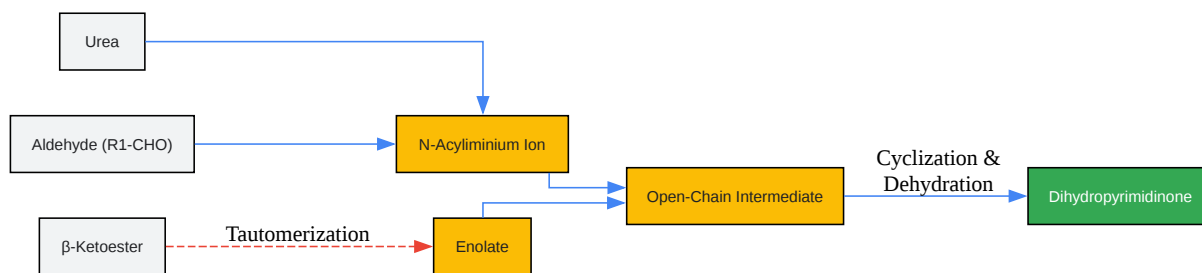 Urea
Aldehyde (R1-CHO)
N-Acyliminium Ion
Cyclization &
Dehydration
Open-Chain Intermediate
Dihydropyrimidinone
β-Ketoester
Tautomerization
Enolate